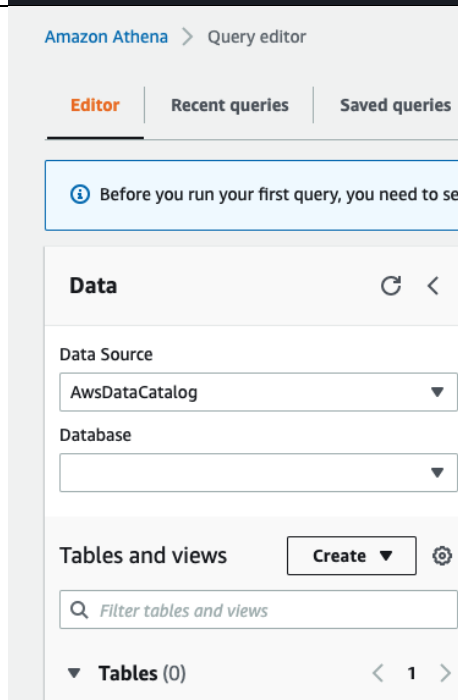 Amazon Athena > Query editor
Editor Recent queries Saved queries
Before you run your first query, you need to se
Data
Data Source
AwsDataCatalog
Database
Tables and views Create
Filter tables and views
Tables (0) 1